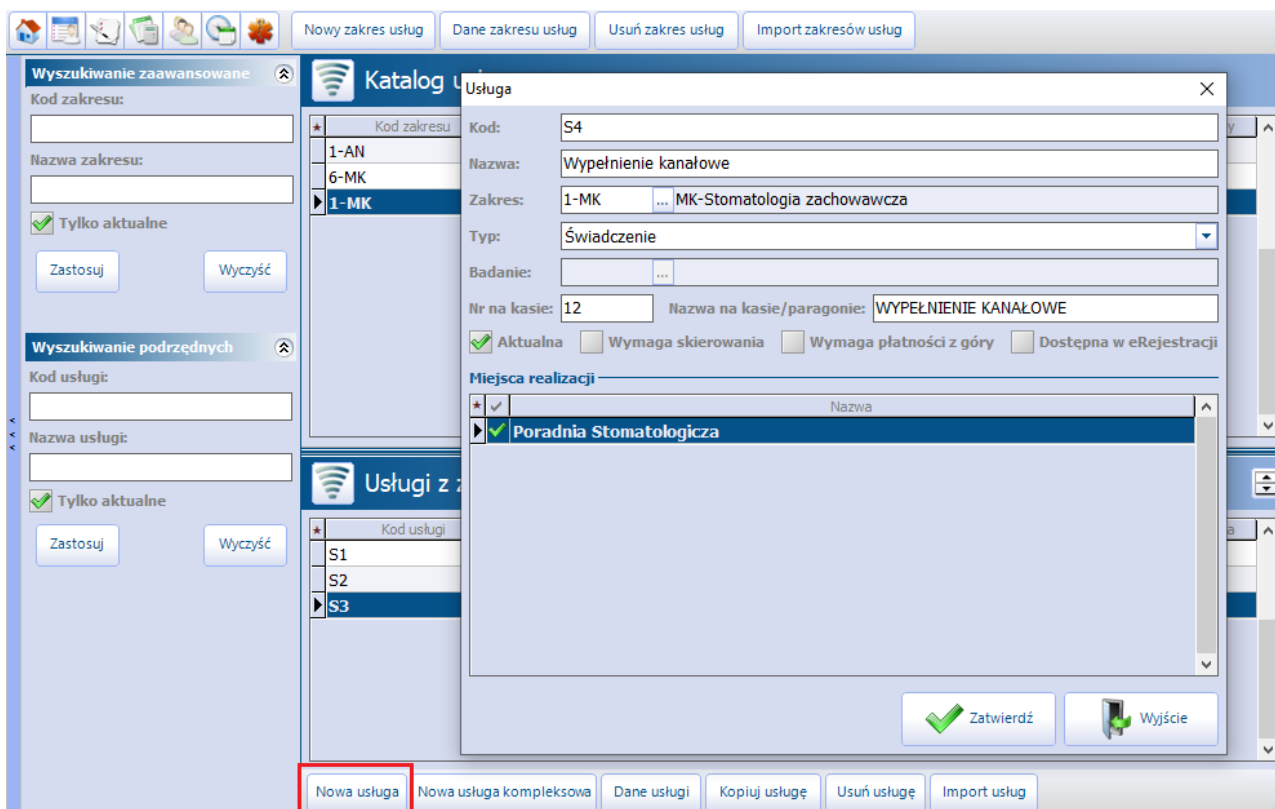 Nowy zakres usług Dane zakresu usług Usuń zakres usług Import zakresów usług
Wyszukiwanie zaawansowane
Kod zakresu:
Nazwa zakresu:
Tylko aktualne
Zastosuj Wyczyść
Wyszukiwanie podrzędnych
Kod usługi:
Nazwa usługi:
Tylko aktualne
Zastosuj Wyczyść
<
<
<
Katalog
Kod zakresu
1-AN
6-MK
1-MK
Usługi z
Kod usługi
S1
S2
S3
Usługa
Kod: S4
Nazwa: Wypełnienie kanałowe
Zakres: 1-MK ... MK-Stomatologia zachowawcza
Typ: Świadczenie
Badanie: ...
Nr na kasie: 12 Nazwa na kasie/paragonie: WYPEŁNIENIE KANAŁOWE
Aktualna Wymaga skierowania Wymaga płatności z góry Dostępna w eRejestracji
Miejsca realizacji
Nazwa
Poradnia Stomatologicza
Zatwierdź Wyjście
Nowa usługa Nowa usługa kompleksowa Dane usługi Kopiuj usługę Usuń usługę Import usług